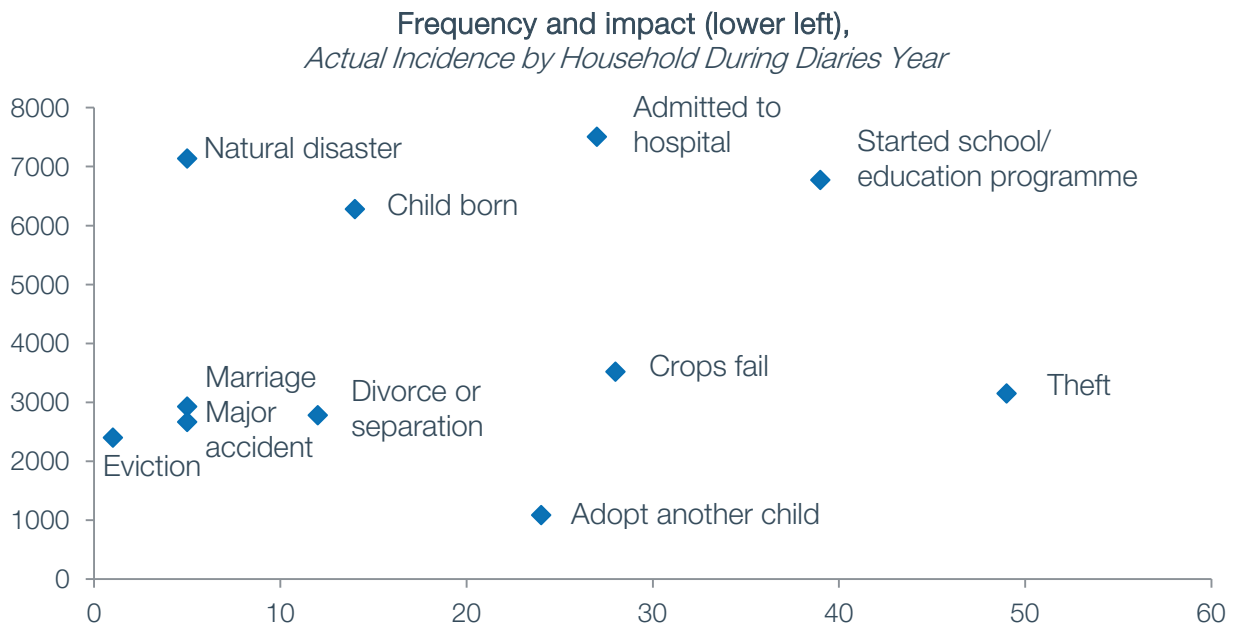 Frequency and impact (lower left),
Actual Incidence by Household During Diaries Year
8000
7000
6000
5000
4000
3000
2000
1000
0
Natural disaster
Child born
Admitted to
hospital
Started school/
education programme
Marriage
Major
accident
Divorce or
separation
Eviction
Crops fail
Theft
Adopt another child
0
10
20
30
40
50
60